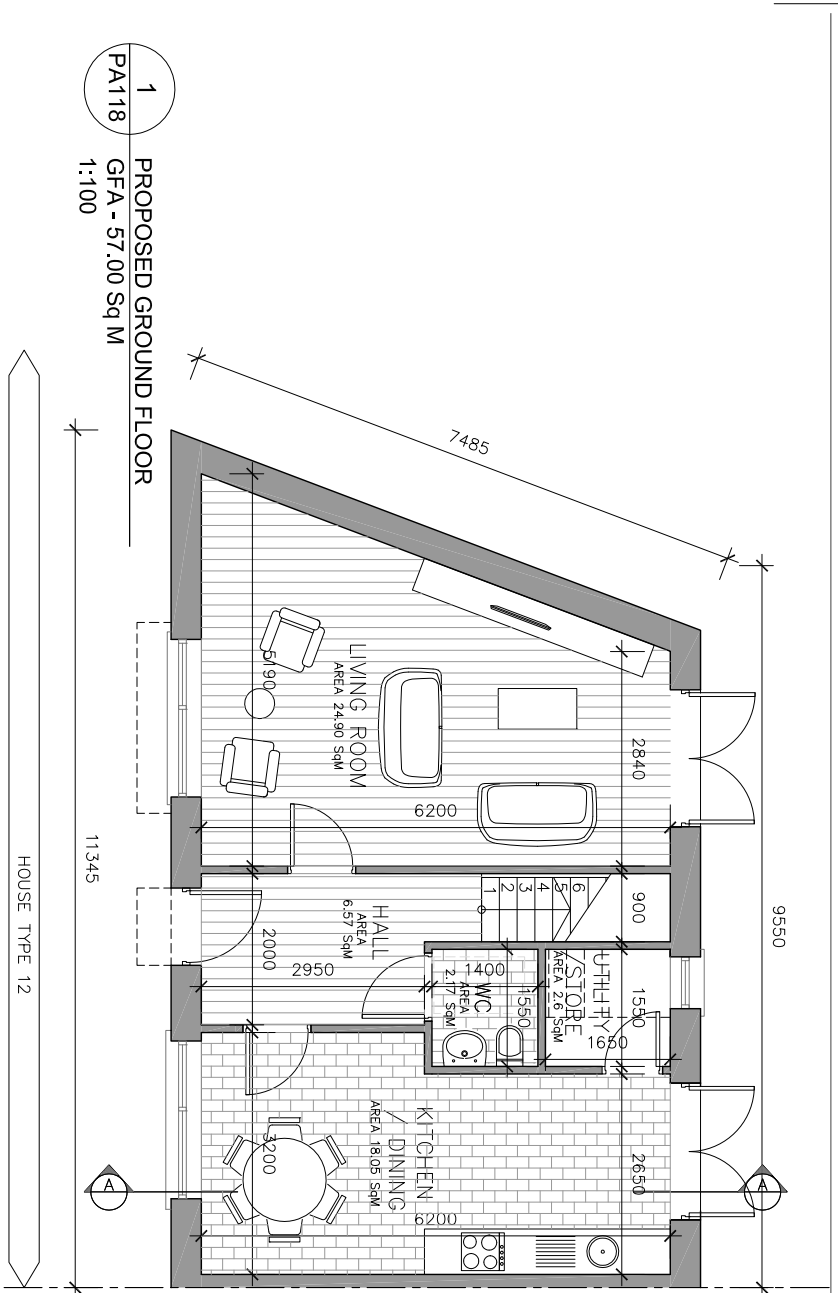 1
PA118
PROPOSED GROUND FLOOR
GFA - 57.00 Sq M
1:100
7485
9550
11345
HOUSE TYPE 12
LIVING ROOM
AREA 24.90 SqM
5190
2840
6200
HALL
AREA
6.57 SqM
2000
2950
900
1
2
3
4
5
6
WC
AREA
2.17 SqM
1400
1550
UTILITY
/STORE
AREA 2.6 SqM
1550
1650
KITCHEN
/ DINING
AREA 18.05 SqM
3200
2650
6200
A
A